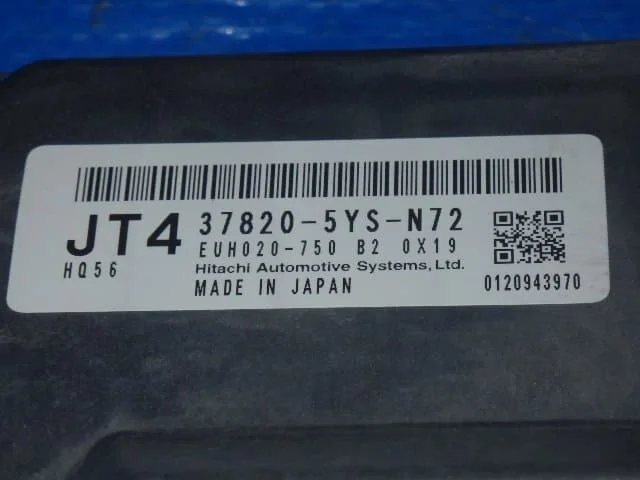 JT4 37820-5YS-N72
EUH020-750 B2 0X19
HQ56
Hitachi Automotive Systems, Ltd.
MADE IN JAPAN
0120943970